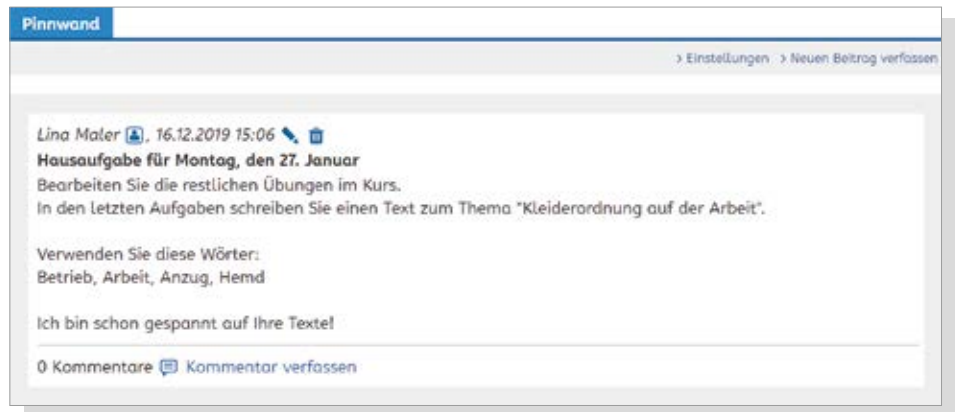 Pinnwand
› Einstellungen › Neuen Beitrag verfassen
Lina Maler, 16.12.2019 15:06
Hausaufgabe für Montag, den 27. Januar
Bearbeiten Sie die restlichen Übungen im Kurs.
In den letzten Aufgaben schreiben Sie einen Text zum Thema "Kleiderordnung auf der Arbeit".
Verwenden Sie diese Wörter:
Betrieb, Arbeit, Anzug, Hemd
Ich bin schon gespannt auf Ihre Texte!
0 Kommentare Kommentar verfassen